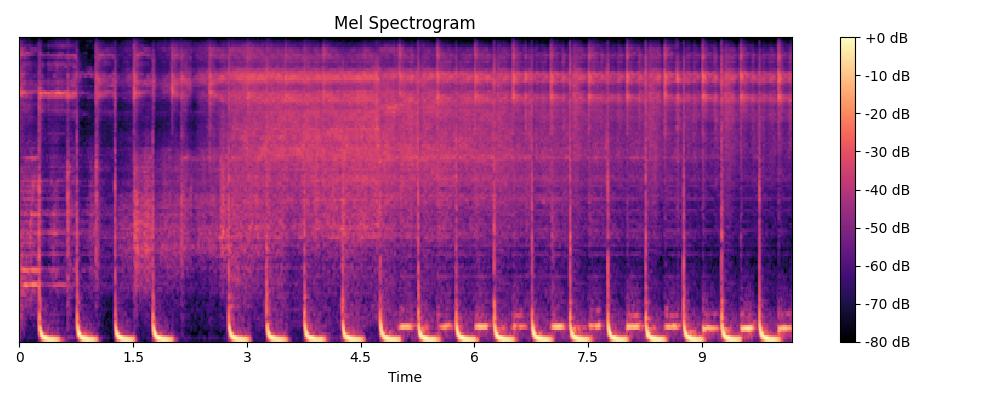 Mel Spectrogram
+0 dB
-10 dB
-20 dB
-30 dB
-40 dB
-50 dB
-60 dB
-70 dB
-80 dB
0 1.5 3 4.5 6 7.5 9
Time